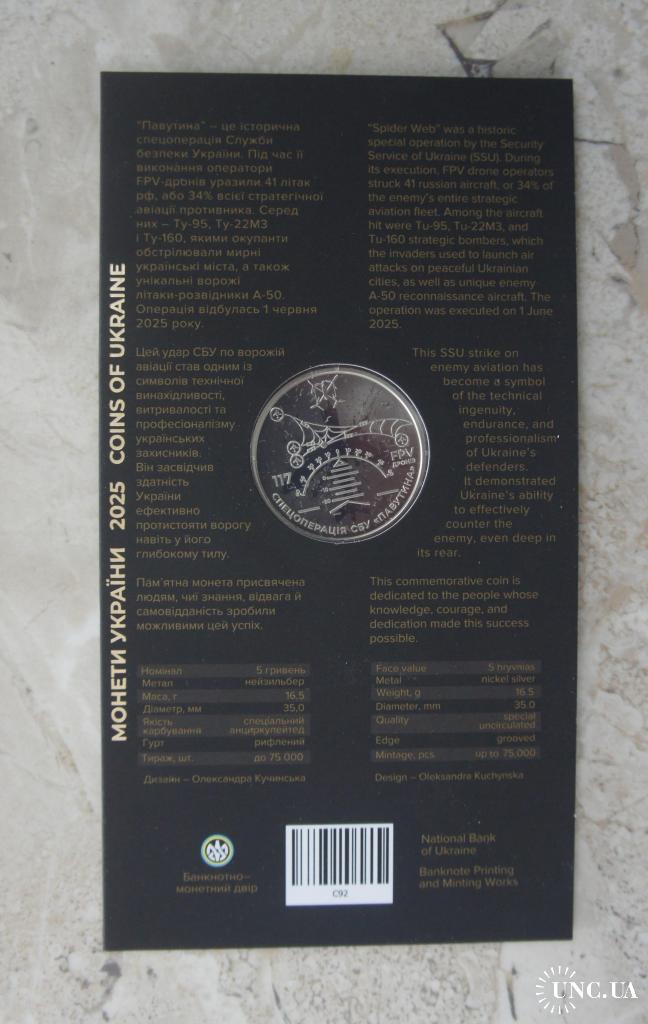 "Павутина" – це історична
спецоперація Служби
безпеки України. Під час її
виконання оператори
FPV-дронів уразили 41 літак
рф, або 34% всієї стратегічної
авіації противника. Серед
них – Ту-95, Ту-22М3
і Ту-160, якими окупанти
обстрілювали мирні
українські міста, а також
унікальні ворожі
літаки-розвідники А-50.
Операція відбулась 1 червня
2025 року.
"Spider Web" was a historic
special operation by the Security
Service of Ukraine (SSU). During
its execution, FPV drone operators
struck 41 russian aircraft, or 34% of
the enemy's entire strategic
aviation fleet. Among the aircraft
hit were Tu-95, Tu-22M3, and
Tu-160 strategic bombers, which
the invaders used to launch air
attacks on peaceful Ukrainian
cities, as well as unique enemy
A-50 reconnaissance aircraft. The
operation was executed on 1 June
2025.
Цей удар СБУ по ворожій
авіації став одним із
символів технічної
винахідливості,
витривалості та
професіоналізму
українських
захисників.
Він засвідчив
здатність
України
ефективно
протистояти ворогу
навіть у його
глибокому тилу.
This SSU strike on
enemy aviation has
become a symbol
of the technical
ingenuity,
endurance, and
professionalism
of Ukraine's
defenders.
It demonstrated
Ukraine's ability
to effectively
counter the
enemy, even deep in
its rear.
117
FPV
ДРОНІВ
СПЕЦОПЕРАЦІЯ СБУ «ПАВУТИНА»
Пам'ятна монета присвячена
людям, чиї знання, відвага й
самовідданість зробили
можливими цей успіх.
This commemorative coin is
dedicated to the people whose
knowledge, courage, and
dedication made this success
possible.
МОНЕТИ УКРАЇНИ 2025 COINS OF UKRAINE
Номінал 5 гривень
Метал нейзильбер
Маса, г 16,5
Діаметр, мм 35,0
Якість спеціальний
карбування анциркулейтед
Гурт рифлений
Тираж, шт. до 75 000
Дизайн – Олександра Кучинська
Face value 5 hryvnias
Metal nickel silver
Weight, g 16.5
Diameter, mm 35.0
Quality special
uncirculated
Edge grooved
Mintage, pcs. up to 75,000
Design – Oleksandra Kuchynska
Банкнотно–
монетний двір
C92
National Bank
of Ukraine
Banknote Printing
and Minting Works
UNC.UA